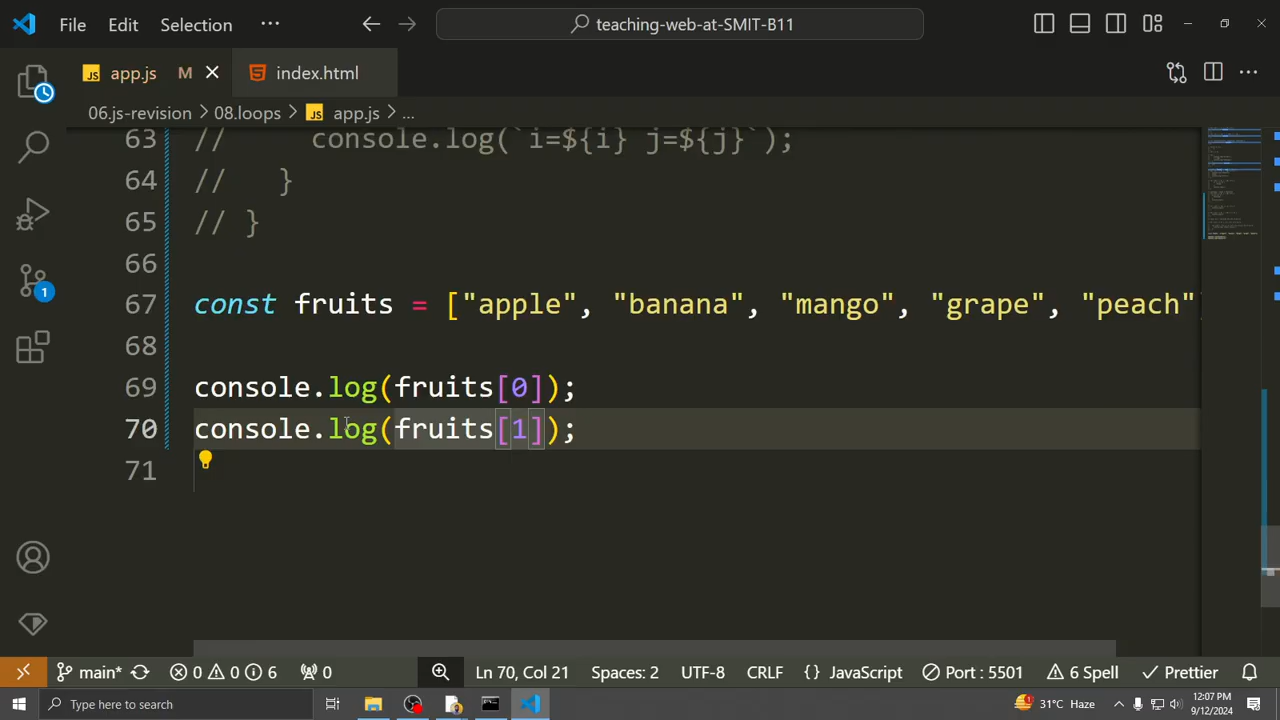 File Edit Selection ··· teaching-web-at-SMIT-B11
JS app.js M index.html
06.js-revision > 08.loops > JS app.js > ...
63 // console.log(`i=${i} j=${j}`);
64 // }
65 // }
66
67 const fruits = ["apple", "banana", "mango", "grape", "peach"
68
69 console.log(fruits[0]);
70 console.log(fruits[1]);
71
main* 0 0 6 0 Ln 70, Col 21 Spaces: 2 UTF-8 CRLF {} JavaScript Port : 5501 6 Spell Prettier
Type here to search 31°C Haze 12:07 PM
9/12/2024